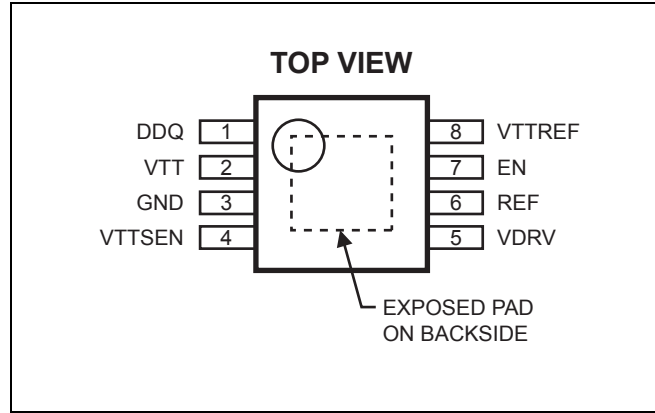 TOP VIEW
DDQ 1
VTT 2
GND 3
VTTSEN 4
8 VTTREF
7 EN
6 REF
5 VDRV
EXPOSED PAD
ON BACKSIDE